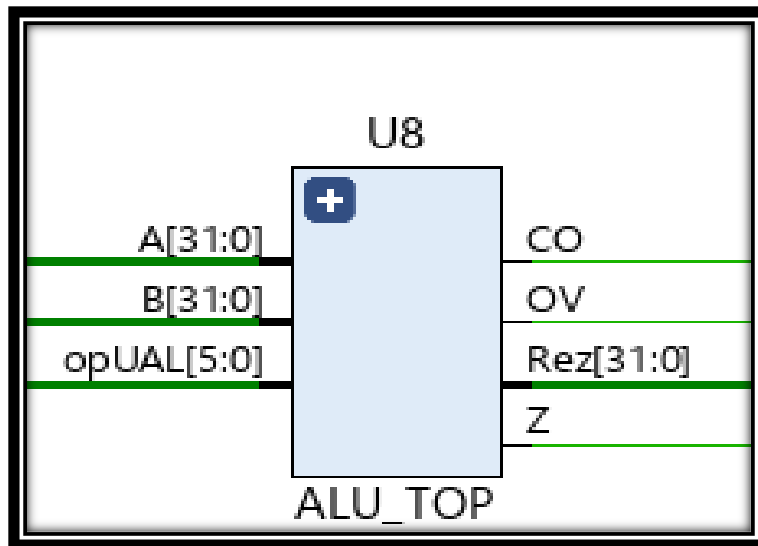 U8
A[31:0]
CO
B[31:0]
OV
opUAL[5:0]
Rez[31:0]
Z
ALU_TOP